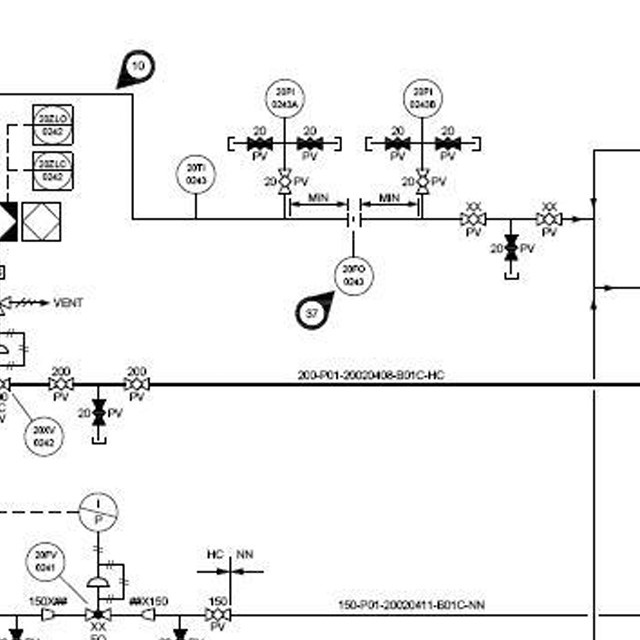 10
20PI
0243A
20PI
0243B
20ZLO
0242
20
20
20
20
PV
PV
PV
PV
20ZLC
0242
20TI
0243
20
PV
20
PV
MIN
MIN
XX
PV
XX
PV
20
PV
20FO
0243
VENT
37
200
PV
200
PV
200-P01-20020408-B01C-HC
20
PV
20XV
0242
I
P
20FV
0241
HC
NN
150X##
##X150
150
PV
150-P01-20020411-B01C-NN
XX
FO